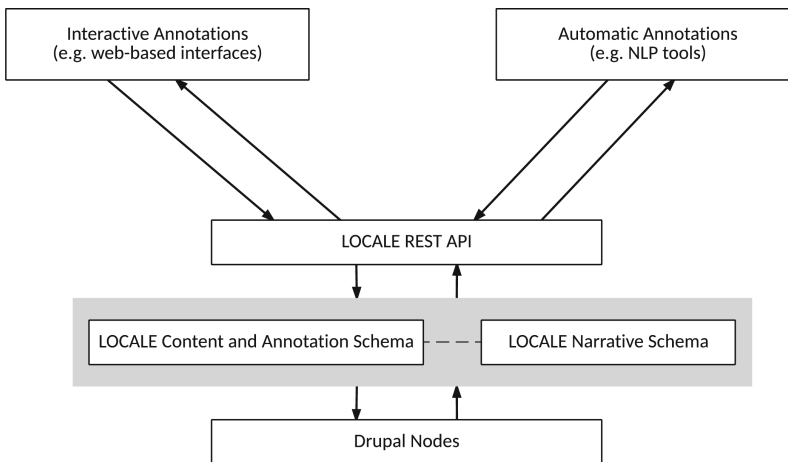 Interactive Annotations
(e.g. web-based interfaces)
Automatic Annotations
(e.g. NLP tools)
LOCALE REST API
LOCALE Content and Annotation Schema
LOCALE Narrative Schema
Drupal Nodes